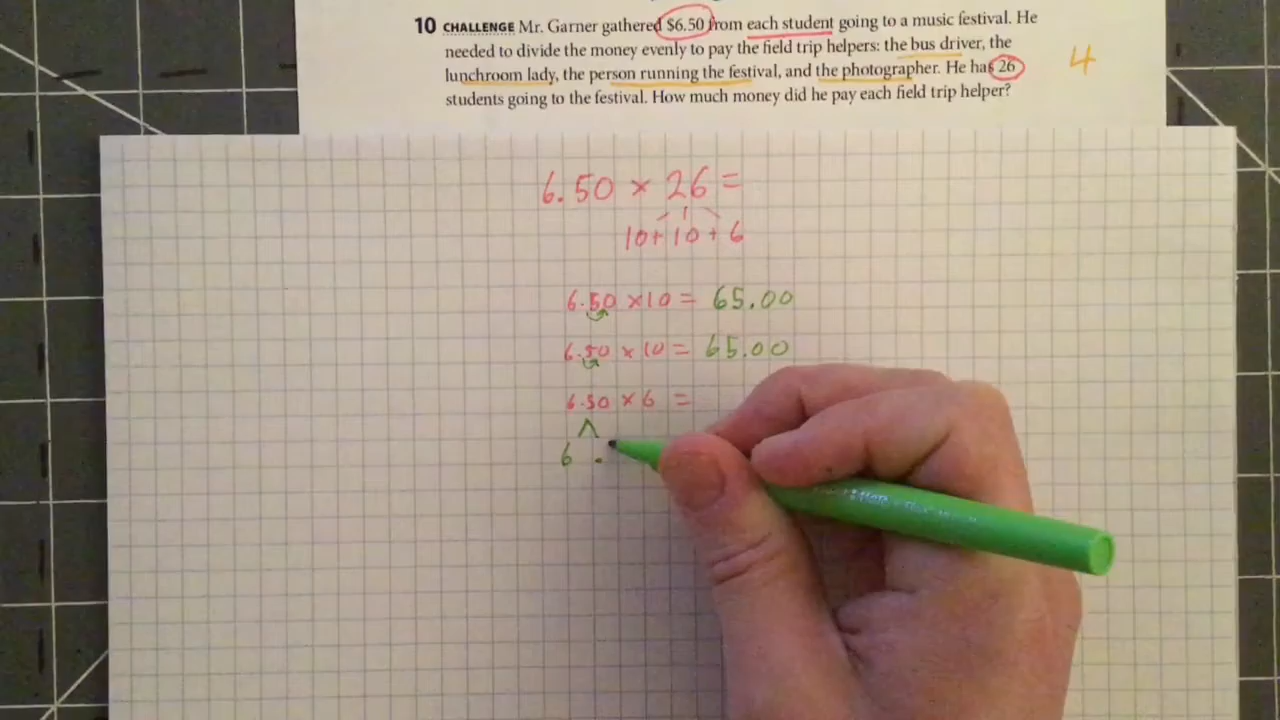 10 CHALLENGE Mr. Garner gathered $6.50 from each student going to a music festival. He
needed to divide the money evenly to pay the field trip helpers: the bus driver, the
lunchroom lady, the person running the festival, and the photographer. He has 26
students going to the festival. How much money did he pay each field trip helper?
4
6.50 × 26 =
10 + 10 + 6
6.50 × 10 = 65.00
6.50 × 10 = 65.00
6.50 × 6 =
6 .